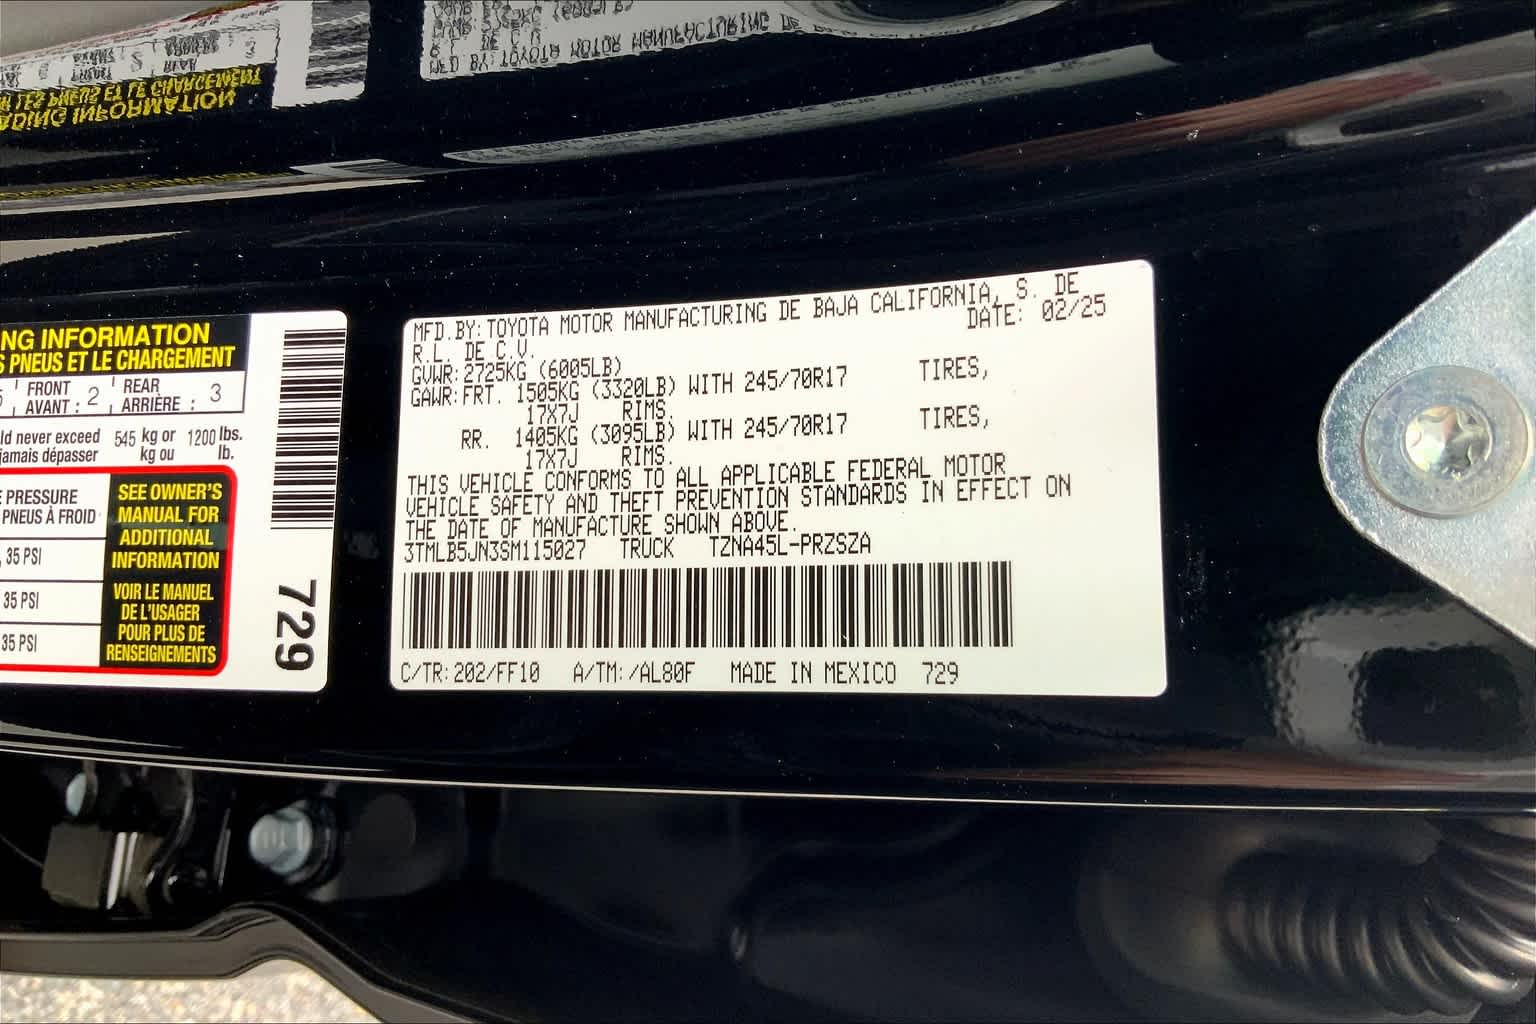 NG INFORMATION
S PNEUS ET LE CHARGEMENT
5 FRONT AVANT : 2 REAR ARRIÈRE : 3
ld never exceed 545 kg or 1200 lbs.
jamais dépasser kg ou lb.
E PRESSURE
PNEUS À FROID
, 35 PSI
35 PSI
35 PSI
SEE OWNER'S
MANUAL FOR
ADDITIONAL
INFORMATION
VOIR LE MANUEL
DE L'USAGER
POUR PLUS DE
RENSEIGNEMENTS
729
MFD.BY: TOYOTA MOTOR MANUFACTURING DE BAJA CALIFORNIA, S. DE
R.L. DE C.V. DATE: 02/25
GVWR: 2725KG (6005LB)
GAWR: FRT. 1505KG (3320LB) WITH 245/70R17 TIRES,
17X7J RIMS.
RR. 1405KG (3095LB) WITH 245/70R17 TIRES,
17X7J RIMS.
THIS VEHICLE CONFORMS TO ALL APPLICABLE FEDERAL MOTOR
VEHICLE SAFETY AND THEFT PREVENTION STANDARDS IN EFFECT ON
THE DATE OF MANUFACTURE SHOWN ABOVE.
3TMLB5JN3SM115027 TRUCK TZNA45L-PRZSZA
C/TR: 202/FF10 A/TM: /AL80F MADE IN MEXICO 729